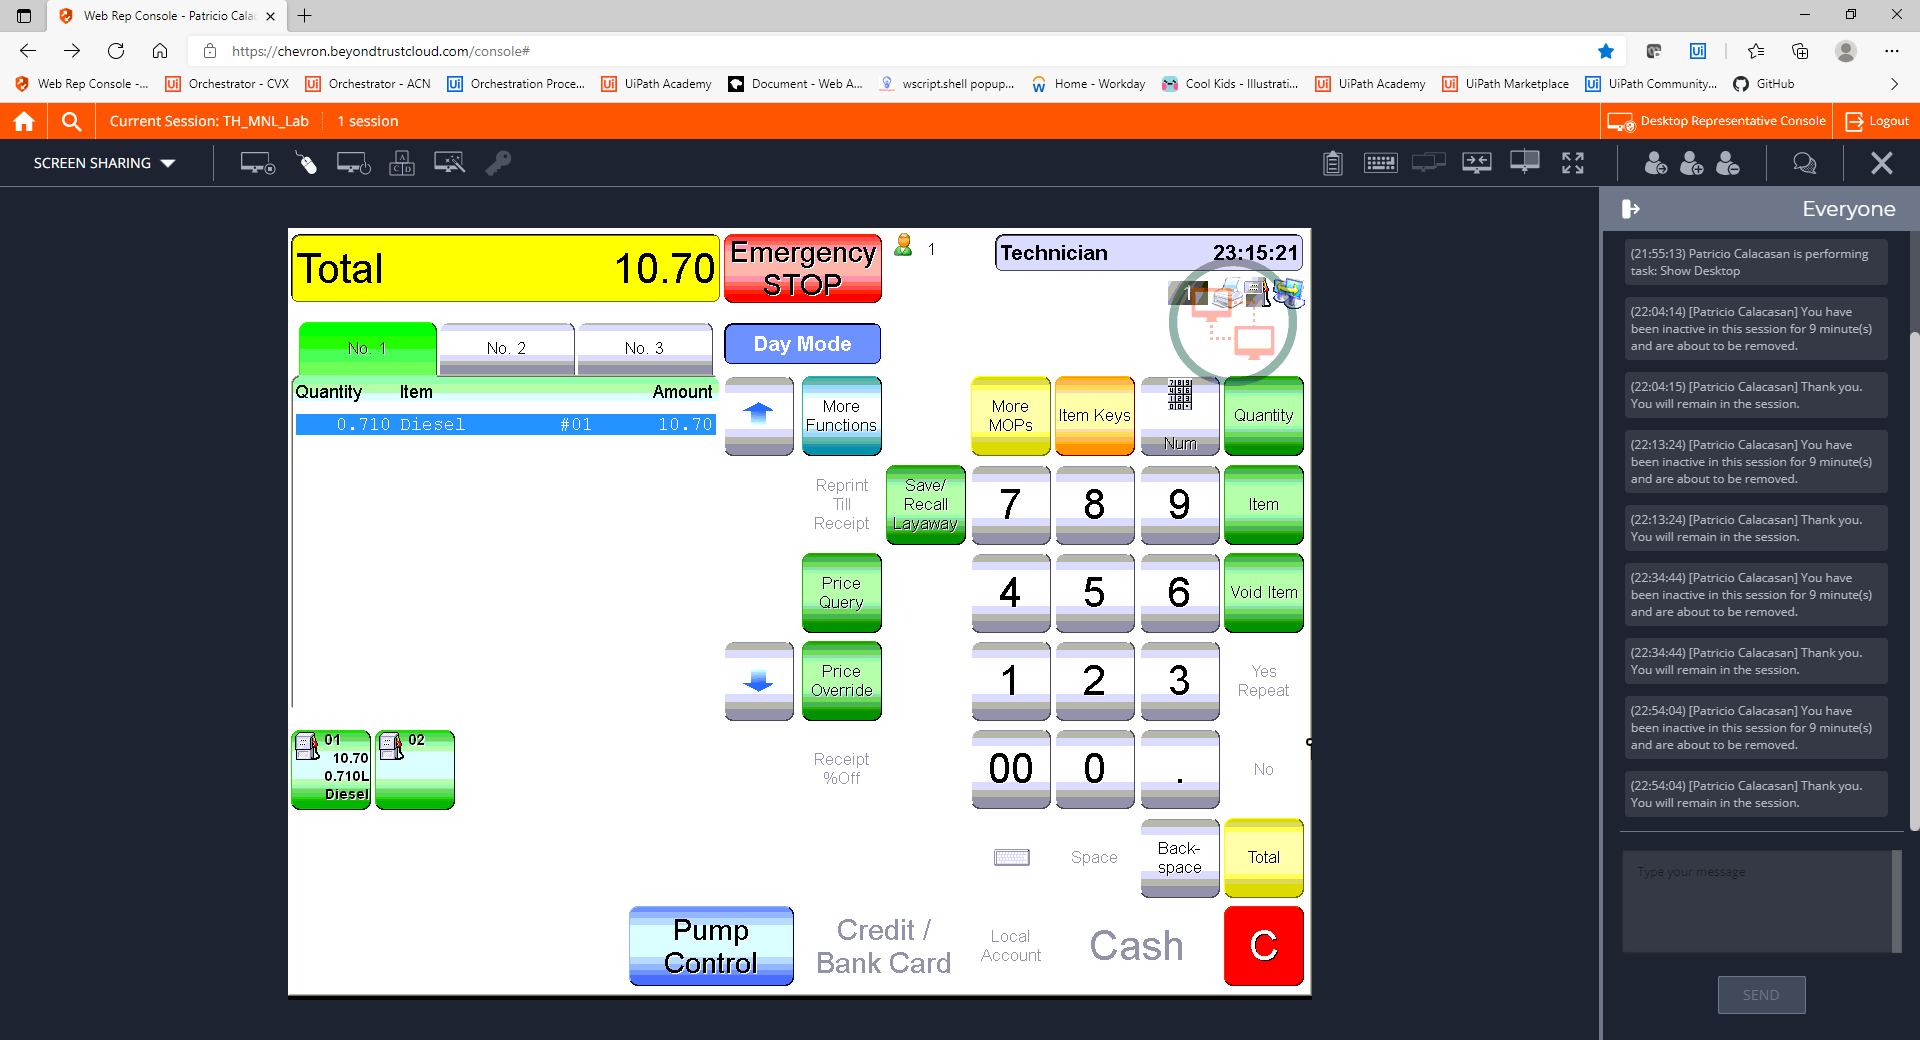 Web Rep Console - Patricio Cala
https://chevron.beyondtrustcloud.com/console#
Web Rep Console -...
Orchestrator - CVX
Orchestrator - ACN
Orchestration Proce...
UiPath Academy
Document - Web A...
wscript.shell popup...
Home - Workday
Cool Kids - Illustrati...
UiPath Academy
UiPath Marketplace
UiPath Community...
GitHub
Current Session: TH_MNL_Lab
1 session
Desktop Representative Console
Logout
SCREEN SHARING
Everyone
Total 10.70
Emergency
STOP
1
Technician 23:15:21
1
No. 1
No. 2
No. 3
Day Mode
Quantity Item Amount
0.710 Diesel #01 10.70
More
Functions
More
MOPs
Item Keys
Num
Quantity
Reprint
Till
Receipt
Save/
Recall
Layaway
7
8
9
Item
Price
Query
4
5
6
Void Item
Price
Override
1
2
3
Yes
Repeat
01
10.70
0.710L
Diesel
02
Receipt
%Off
00
0
.
No
Space
Back-
space
Total
Pump
Control
Credit /
Bank Card
Local
Account
Cash
C
(21:55:13) Patricio Calacasan is performing
task: Show Desktop
(22:04:14) [Patricio Calacasan] You have
been inactive in this session for 9 minute(s)
and are about to be removed.
(22:04:15) [Patricio Calacasan] Thank you.
You will remain in the session.
(22:13:24) [Patricio Calacasan] You have
been inactive in this session for 9 minute(s)
and are about to be removed.
(22:13:24) [Patricio Calacasan] Thank you.
You will remain in the session.
(22:34:44) [Patricio Calacasan] You have
been inactive in this session for 9 minute(s)
and are about to be removed.
(22:34:44) [Patricio Calacasan] Thank you.
You will remain in the session.
(22:54:04) [Patricio Calacasan] You have
been inactive in this session for 9 minute(s)
and are about to be removed.
(22:54:04) [Patricio Calacasan] Thank you.
You will remain in the session.
Type your message
SEND